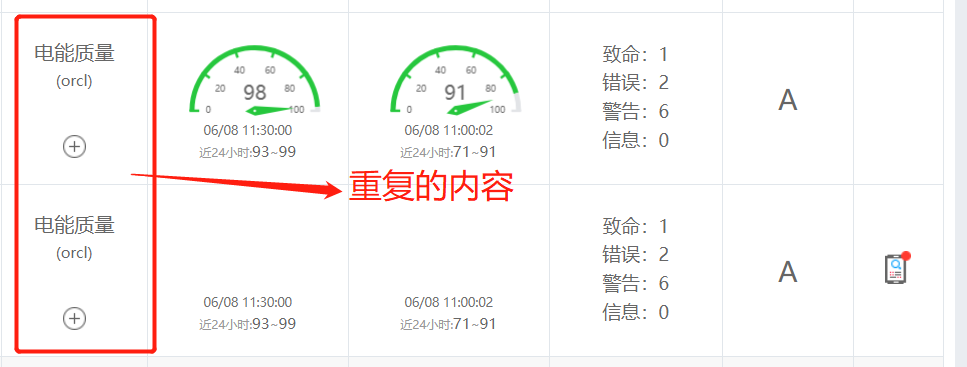 电能质量
(orcl)
0 20 40 60 80 100
98
06/08 11:30:00
近24小时:93~99
0 20 40 60 80 100
91
06/08 11:00:02
近24小时:71~91
致命：1
错误：2
警告：6
信息：0
A
重复的内容
电能质量
(orcl)
06/08 11:30:00
近24小时:93~99
06/08 11:00:02
近24小时:71~91
致命：1
错误：2
警告：6
信息：0
A